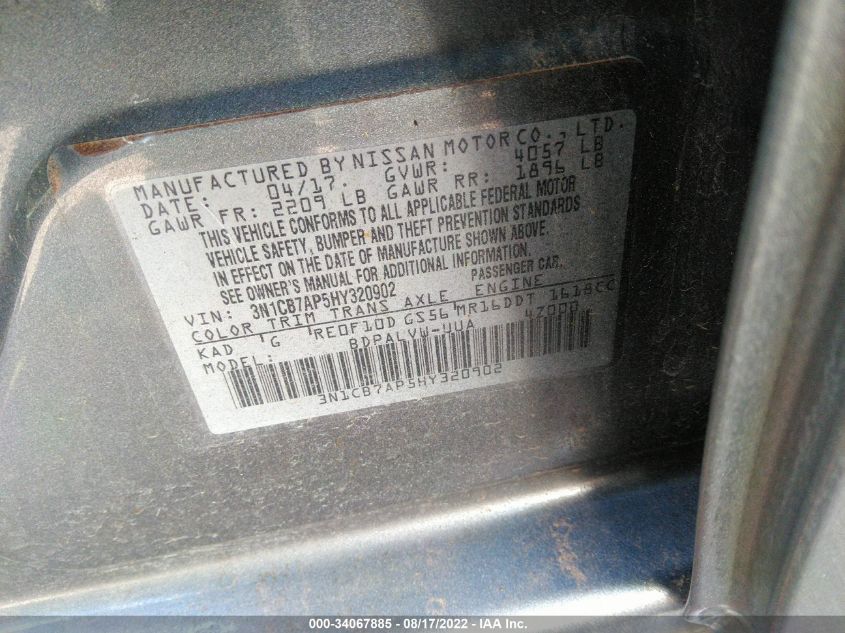 MANUFACTURED BY NISSAN MOTOR CO., LTD.
DATE: 04/17. GVWR: 4057 LB
GAWR FR: 2209 LB GAWR RR: 1896 LB
THIS VEHICLE CONFORMS TO ALL APPLICABLE FEDERAL MOTOR
VEHICLE SAFETY, BUMPER AND THEFT PREVENTION STANDARDS
IN EFFECT ON THE DATE OF MANUFACTURE SHOWN ABOVE.
SEE OWNER'S MANUAL FOR ADDITIONAL INFORMATION.
VIN: 3N1CB7AP5HY320902 PASSENGER CAR.
COLOR TRIM TRANS AXLE ENGINE
KAD G RE0F10D GS56 MR16DDT 1618CC
MODEL: BDPALVW-UUA
3N1CB7AP5HY320902
000-34067885 - 08/17/2022 - IAA Inc.